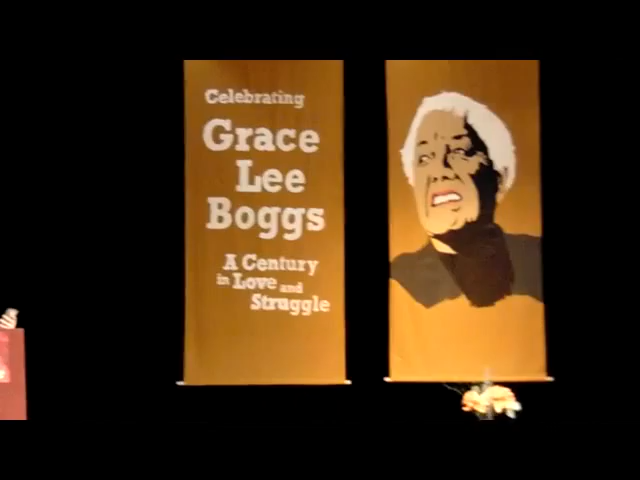 Celebrating
Grace
Lee
Boggs
A Century
in Love and
Struggle